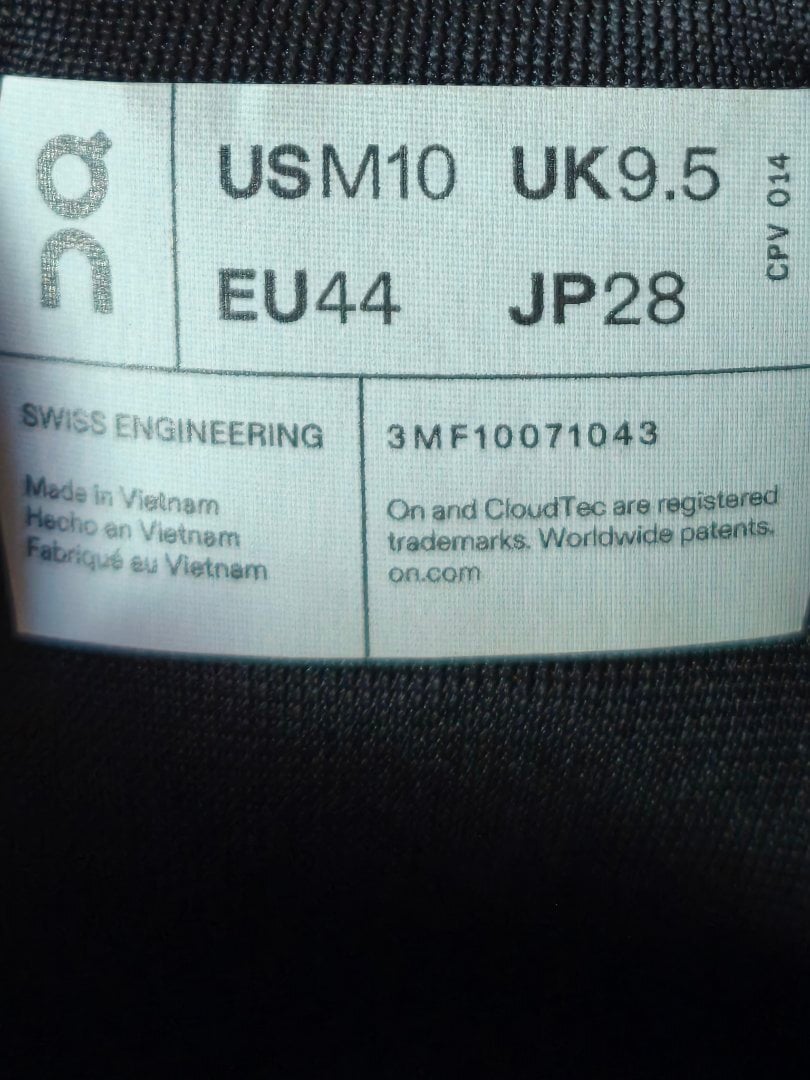 on
USM10 UK9.5
EU44 JP28
CPV 014
SWISS ENGINEERING
Made in Vietnam
Hecho en Vietnam
Fabriqué au Vietnam
3MF10071043
On and CloudTec are registered
trademarks. Worldwide patents.
on.com